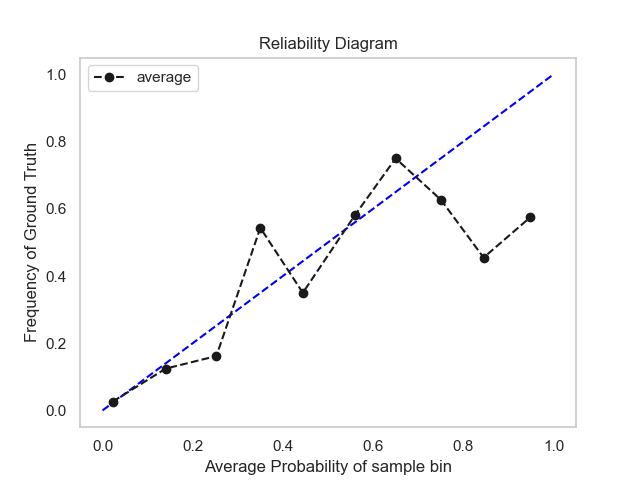 Reliability Diagram
average
Frequency of Ground Truth
1.0
0.8
0.6
0.4
0.2
0.0
0.0 0.2 0.4 0.6 0.8 1.0
Average Probability of sample bin